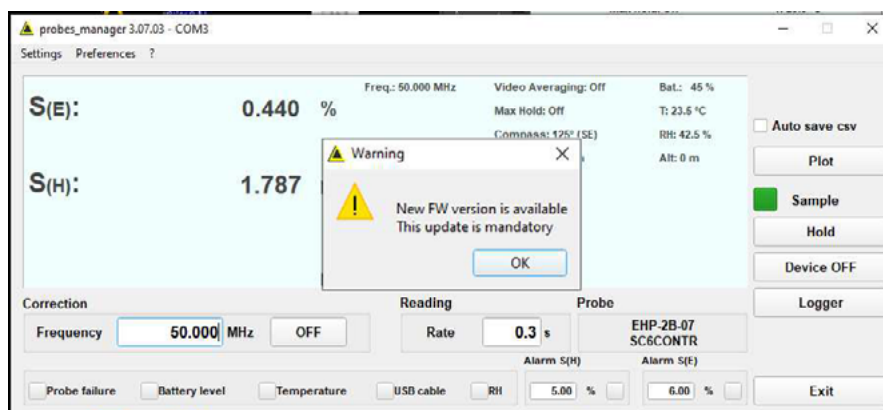 probes_manager 3.07.03 - COM3
Settings Preferences ?
S(E): 0.440 %
Freq.: 50.000 MHz Video Averaging: Off Bat.: 45 %
Max Hold: Off T: 23.5 °C
Compass: 125° (SE) RH: 42.5 %
Alt: 0 m
S(H): 1.787
Warning
New FW version is available
This update is mandatory
OK
Auto save csv
Plot
Sample
Hold
Device OFF
Logger
Correction
Frequency 50.000 MHz OFF
Reading
Rate 0.3 s
Probe
EHP-2B-07
SC6CONTR
Alarm S(H) Alarm S(E)
Probe failure Battery level Temperature USB cable RH 5.00 % 6.00 %
Exit